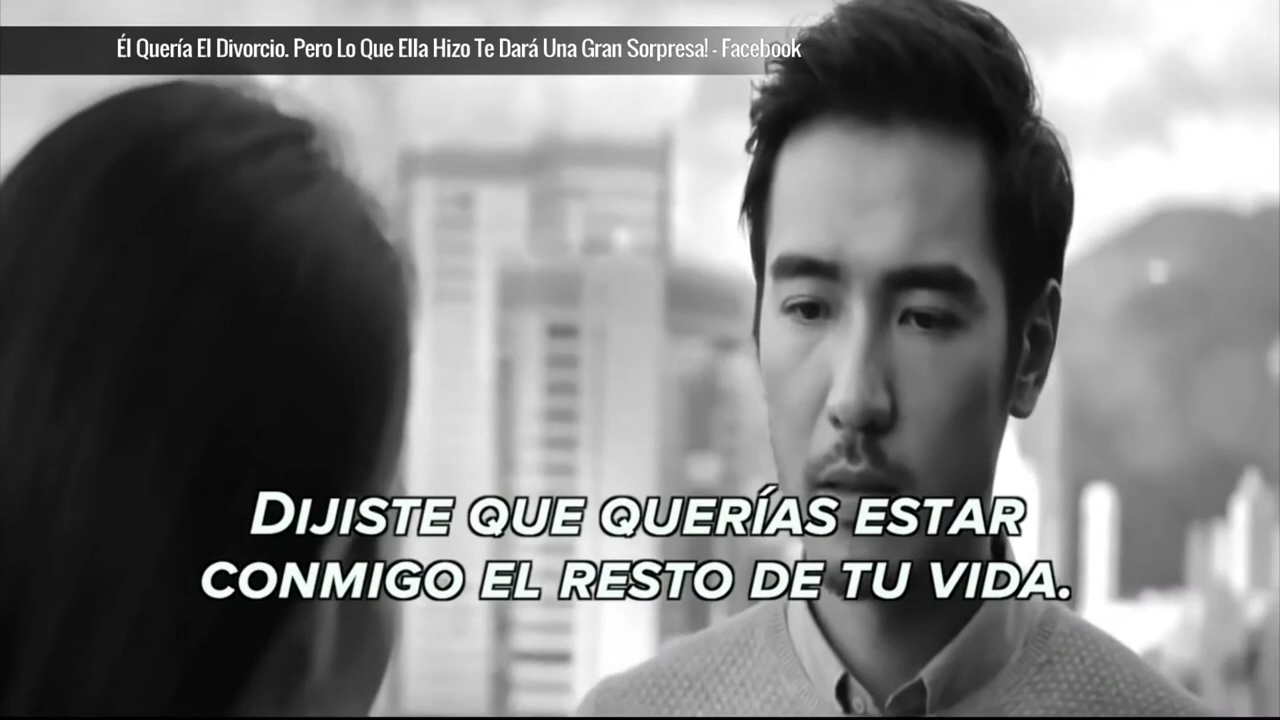 Él Quería El Divorcio. Pero Lo Que Ella Hizo Te Dará Una Gran Sorpresa! - Facebook
DIJISTE QUE QUERÍAS ESTAR
CONMIGO EL RESTO DE TU VIDA.